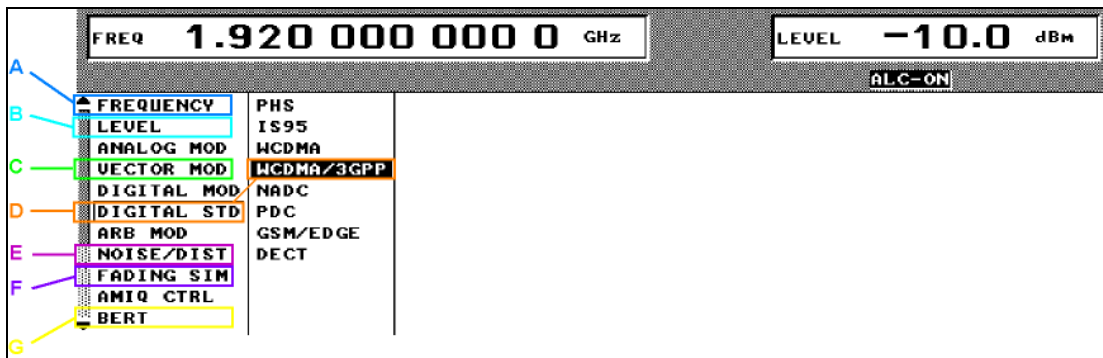 FREQ 1.920 000 000 0 GHz
LEVEL -10.0 dBm
ALC-ON
A
B
C
D
E
F
G
FREQUENCY
LEVEL
ANALOG MOD
VECTOR MOD
DIGITAL MOD
DIGITAL STD
ARB MOD
NOISE/DIST
FADING SIM
AMIQ CTRL
BERT
PHS
IS95
WCDMA
WCDMA/3GPP
NADC
PDC
GSM/EDGE
DECT